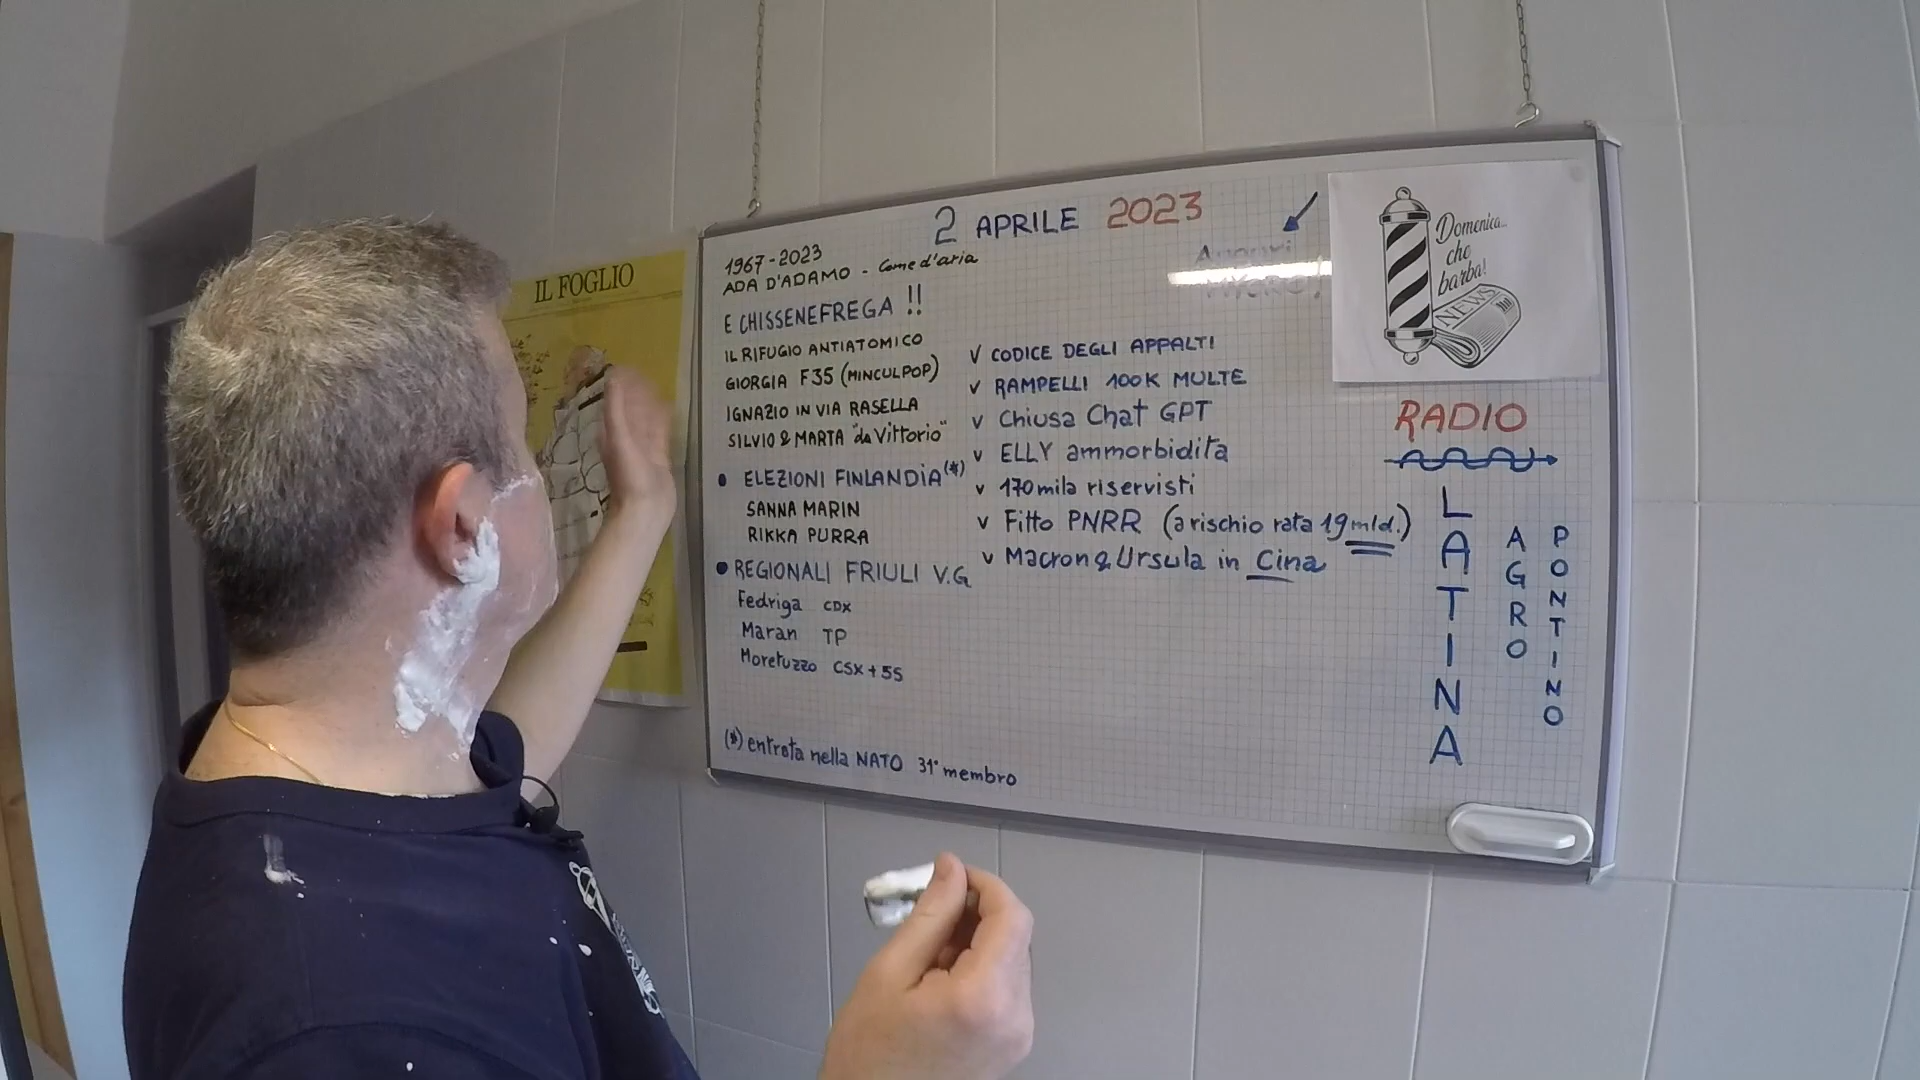 IL FOGLIO
2 APRILE 2023
1967-2023
ADA D'ADAMO - Come d'aria
E CHISSENEFREGA !!
IL RIFUGIO ANTIATOMICO
GIORGIA F35 (MINCULPOP)
IGNAZIO IN VIA RASELLA
SILVIO & MARTA "da Vittorio"
• ELEZIONI FINLANDIA (*)
SANNA MARIN
RIKKA PURRA
• REGIONALI FRIULI V.G
Fedriga CDX
Maran TP
Moretuzzo CSX+5S
(*) entrata nella NATO 31° membro
Auguri
v CODICE DEGLI APPALTI
v RAMPELLI 100K MULTE
v Chiusa Chat GPT
v ELLY ammorbidita
v 170mila riservisti
v Fitto PNRR (a rischio rata 19 mld.)
v Macron & Ursula in Cina
Domenica...
che
barba!
NEWS
RADIO
LATINA
AGRO
PONTINO